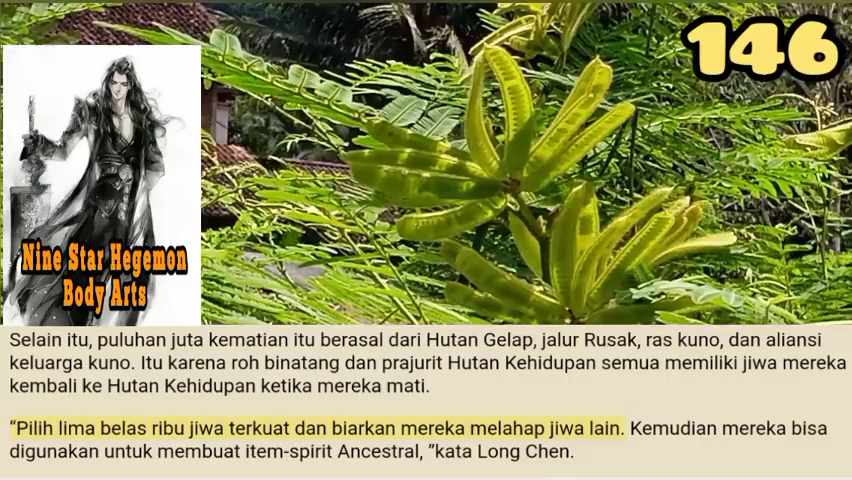 146
Nine Star Hegemon
Body Arts
Selain itu, puluhan juta kematian itu berasal dari Hutan Gelap, jalur Rusak, ras kuno, dan aliansi
keluarga kuno. Itu karena roh binatang dan prajurit Hutan Kehidupan semua memiliki jiwa mereka
kembali ke Hutan Kehidupan ketika mereka mati.
“Pilih lima belas ribu jiwa terkuat dan biarkan mereka melahap jiwa lain. Kemudian mereka bisa
digunakan untuk membuat item-spirit Ancestral, ”kata Long Chen.